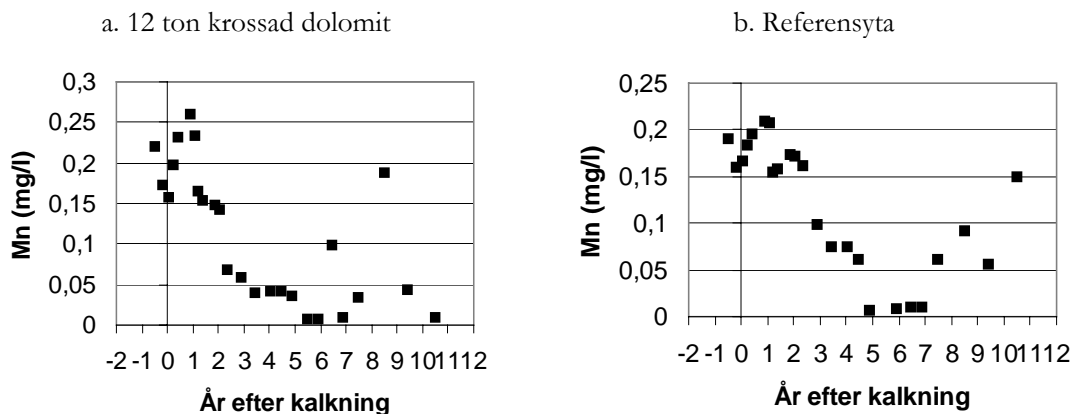 a. 12 ton krossad dolomit
b. Referensyta
0,3
0,25
0,2
0,15
0,1
0,05
0
Mn (mg/l)
-2 -1 0 1 2 3 4 5 6 7 8 9 10 11 12
År efter kalkning
0,25
0,2
0,15
0,1
0,05
0
Mn (mg/l)
-2 -1 0 1 2 3 4 5 6 7 8 9 10 11 12
År efter kalkning